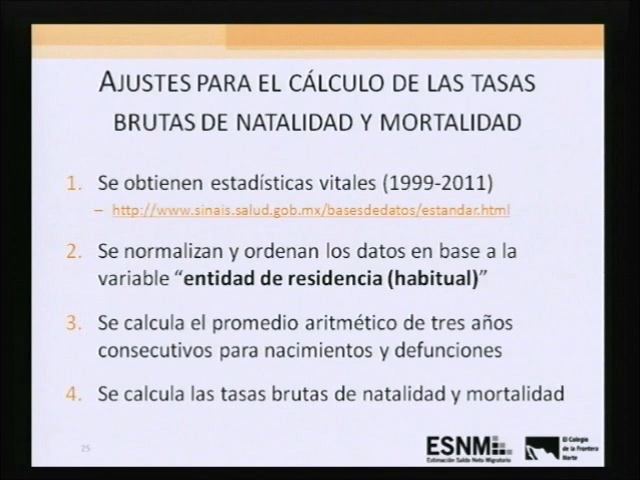 AJUSTES PARA EL CÁLCULO DE LAS TASAS
BRUTAS DE NATALIDAD Y MORTALIDAD
1. Se obtienen estadísticas vitales (1999-2011)
– http://www.sinais.salud.gob.mx/basesdedatos/estandar.html
2. Se normalizan y ordenan los datos en base a la
variable “entidad de residencia (habitual)”
3. Se calcula el promedio aritmético de tres años
consecutivos para nacimientos y defunciones
4. Se calcula las tasas brutas de natalidad y mortalidad
25
ESNM
Estimación Saldo Neto Migratorio
El Colegio
de la Frontera
Norte